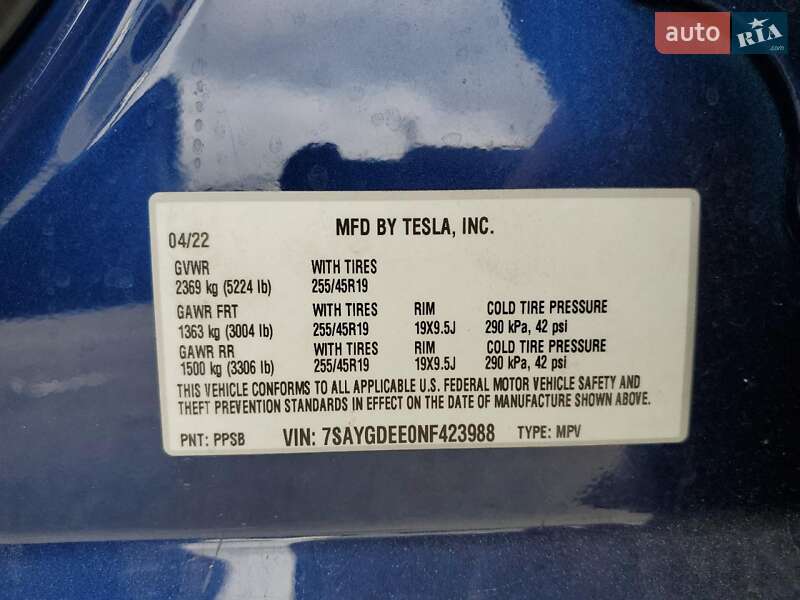 auto RIA .com
MFD BY TESLA, INC.
04/22
GVWR WITH TIRES
2369 kg (5224 lb) 255/45R19
GAWR FRT WITH TIRES RIM COLD TIRE PRESSURE
1363 kg (3004 lb) 255/45R19 19X9.5J 290 kPa, 42 psi
GAWR RR WITH TIRES RIM COLD TIRE PRESSURE
1500 kg (3306 lb) 255/45R19 19X9.5J 290 kPa, 42 psi
THIS VEHICLE CONFORMS TO ALL APPLICABLE U.S. FEDERAL MOTOR VEHICLE SAFETY AND
THEFT PREVENTION STANDARDS IN EFFECT ON THE DATE OF MANUFACTURE SHOWN ABOVE.
PNT: PPSB VIN: 7SAYGDEE0NF423988 TYPE: MPV